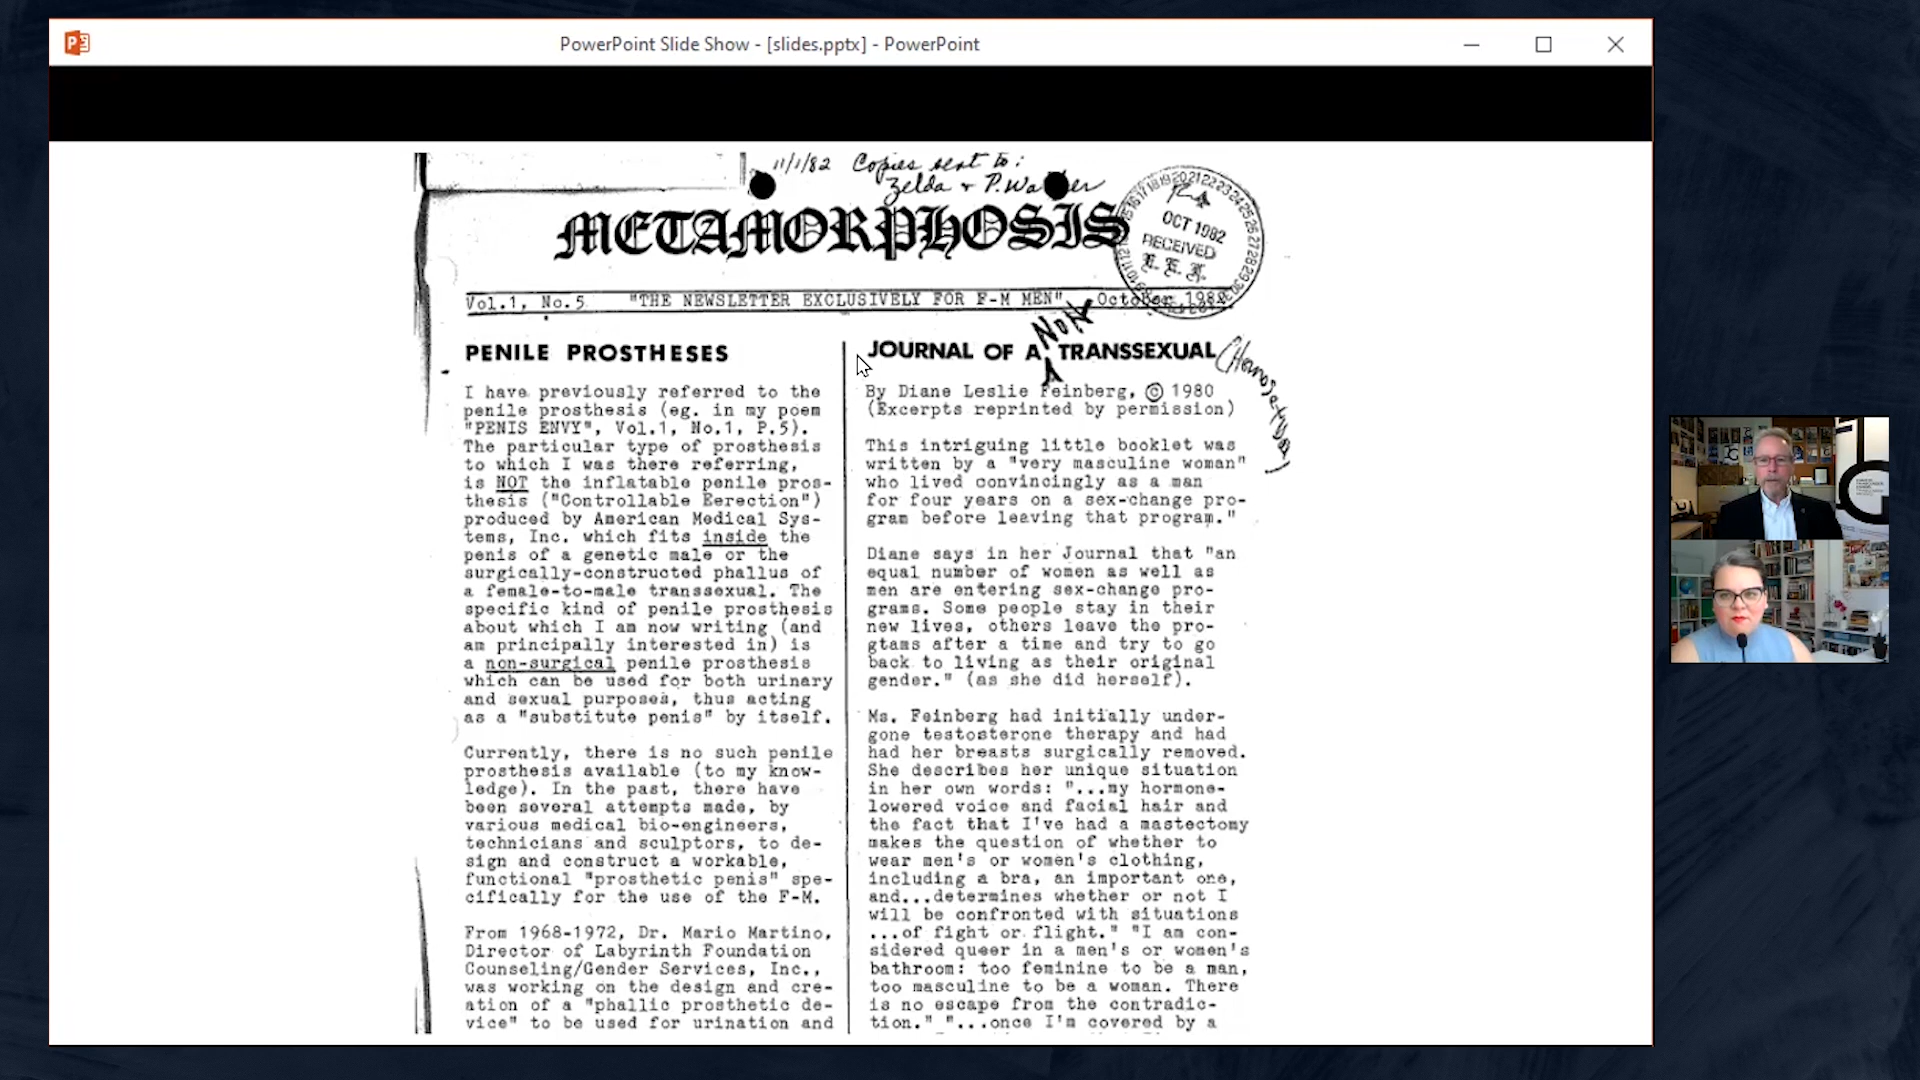 PowerPoint Slide Show - [slides.pptx] - PowerPoint
11/1/82 Copies sent to:
Zelda + P.
METAMORPHOSIS
OCT 1982
RECEIVED
E. E. F.
Vol.1, No.5 "THE NEWSLETTER EXCLUSIVELY FOR F-M MEN" October 1982
PENILE PROSTHESES
I have previously referred to the
penile prosthesis (eg. in my poem
"PENIS ENVY", Vol.1, No.1, P.5).
The particular type of prosthesis
to which I was there referring,
is NOT the inflatable penile pros-
thesis ("Controllable Eerection")
produced by American Medical Sys-
tems, Inc. which fits inside the
penis of a genetic male or the
surgically-constructed phallus of
a female-to-male transsexual. The
specific kind of penile prosthesis
about which I am now writing (and
am principally interested in) is
a non-surgical penile prosthesis
which can be used for both urinary
and sexual purposes, thus acting
as a "substitute penis" by itself.
Currently, there is no such penile
prosthesis available (to my know-
ledge). In the past, there have
been several attempts made, by
various medical bio-engineers,
technicians and sculptors, to de-
sign and construct a workable,
functional "prosthetic penis" spe-
cifically for the use of the F-M.
From 1968-1972, Dr. Mario Martino,
Director of Labyrinth Foundation
Counseling/Gender Services, Inc.,
was working on the design and cre-
ation of a "phallic prosthetic de-
vice" to be used for urination and
JOURNAL OF A NON TRANSSEXUAL (Homosexual)
By Diane Leslie Feinberg, © 1980
(Excerpts reprinted by permission)
This intriguing little booklet was
written by a "very masculine woman"
who lived convincingly as a man
for four years on a sex-change pro-
gram before leaving that program."
Diane says in her Journal that "an
equal number of women as well as
men are entering sex-change pro-
grams. Some people stay in their
new lives, others leave the pro-
gtams after a time and try to go
back to living as their original
gender." (as she did herself).
Ms. Feinberg had initially under-
gone testosterone therapy and had
had her breasts surgically removed.
She describes her unique situation
in her own words: "...my hormone-
lowered voice and facial hair and
the fact that I've had a mastectomy
makes the question of whether to
wear men's or women's clothing,
including a bra, an important one,
and...determines whether or not I
will be confronted with situations
...of fight or flight." "I am con-
sidered queer in a men's or women's
bathroom: too feminine to be a man,
too masculine to be a woman. There
is no escape from the contradic-
tion." "...once I'm covered by a